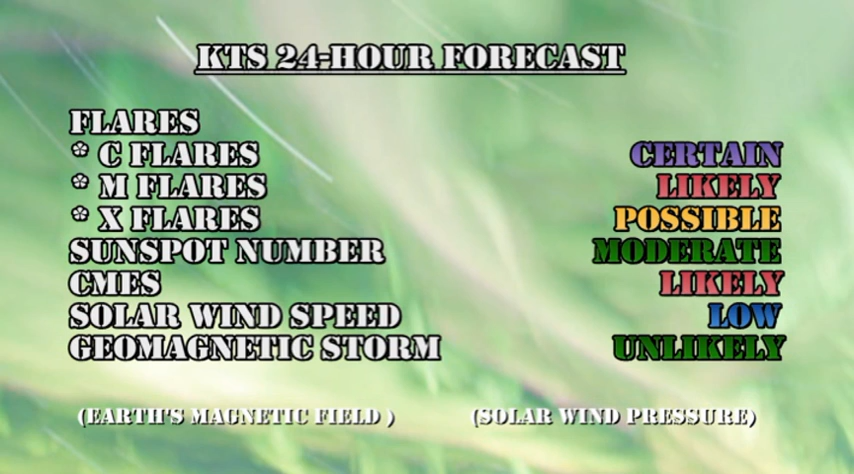 KTS 24-HOUR FORECAST
FLARES
* C FLARES CERTAIN
* M FLARES LIKELY
* X FLARES POSSIBLE
SUNSPOT NUMBER MODERATE
CMES LIKELY
SOLAR WIND SPEED LOW
GEOMAGNETIC STORM UNLIKELY
(EARTH'S MAGNETIC FIELD ) (SOLAR WIND PRESSURE)